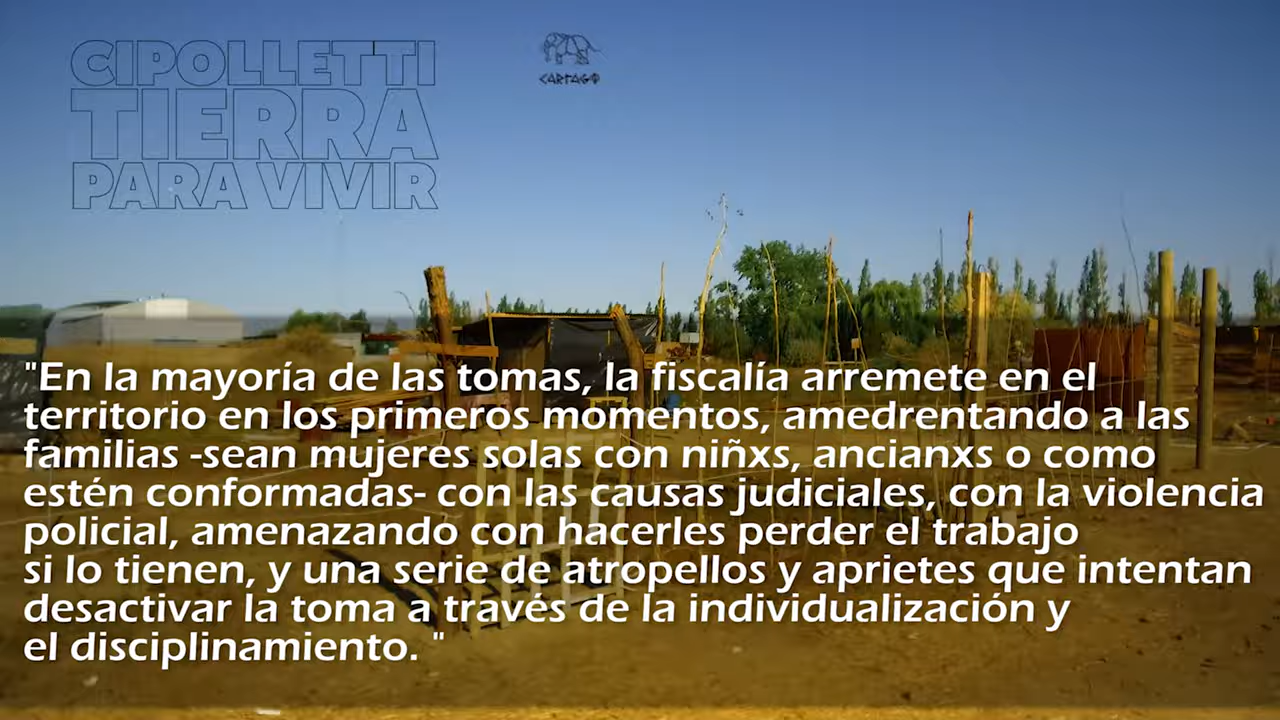 CIPOLLETTI
TIERRA
PARA VIVIR
CARTAGO
"En la mayoría de las tomas, la fiscalía arremete en el
territorio en los primeros momentos, amedrentando a las
familias -sean mujeres solas con niñxs, ancianxs o como
estén conformadas- con las causas judiciales, con la violencia
policial, amenazando con hacerles perder el trabajo
si lo tienen, y una serie de atropellos y aprietes que intentan
desactivar la toma a través de la individualización y
el disciplinamiento. "